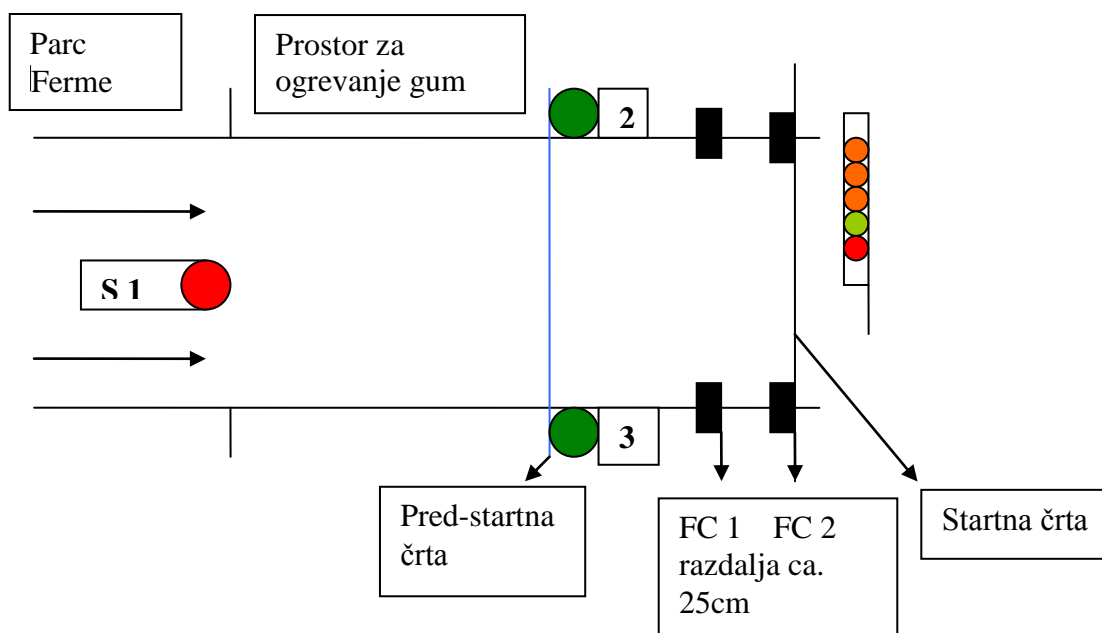 Parc
Ferme
Prostor za
ogrevanje gum
2
S 1
3
Pred-startna
črta
FC 1 FC 2
razdalja ca.
25cm
Startna črta